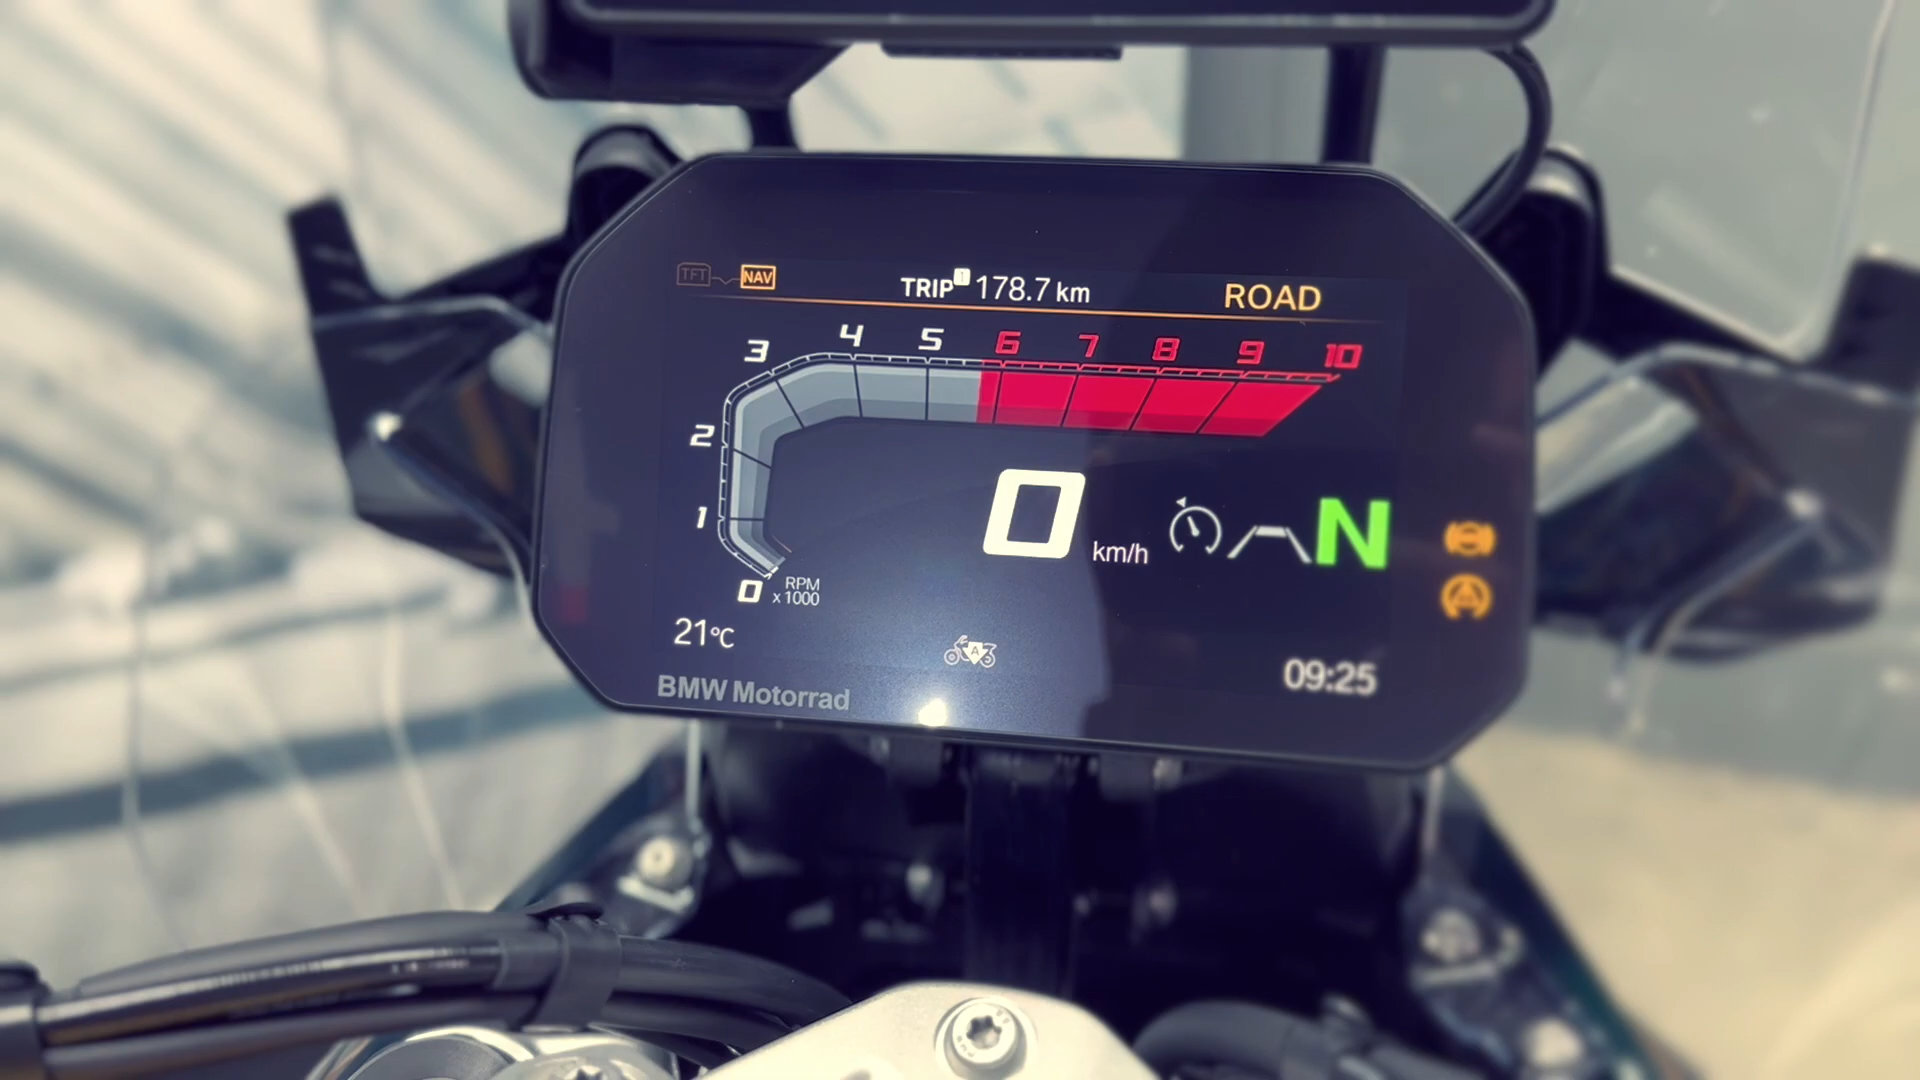 TFT NAV TRIP 1 178.7 km ROAD
3 4 5 6 7 8 9 10
2
1
0 km/h N
0 RPM x 1000
21°C
A
09:25
BMW Motorrad